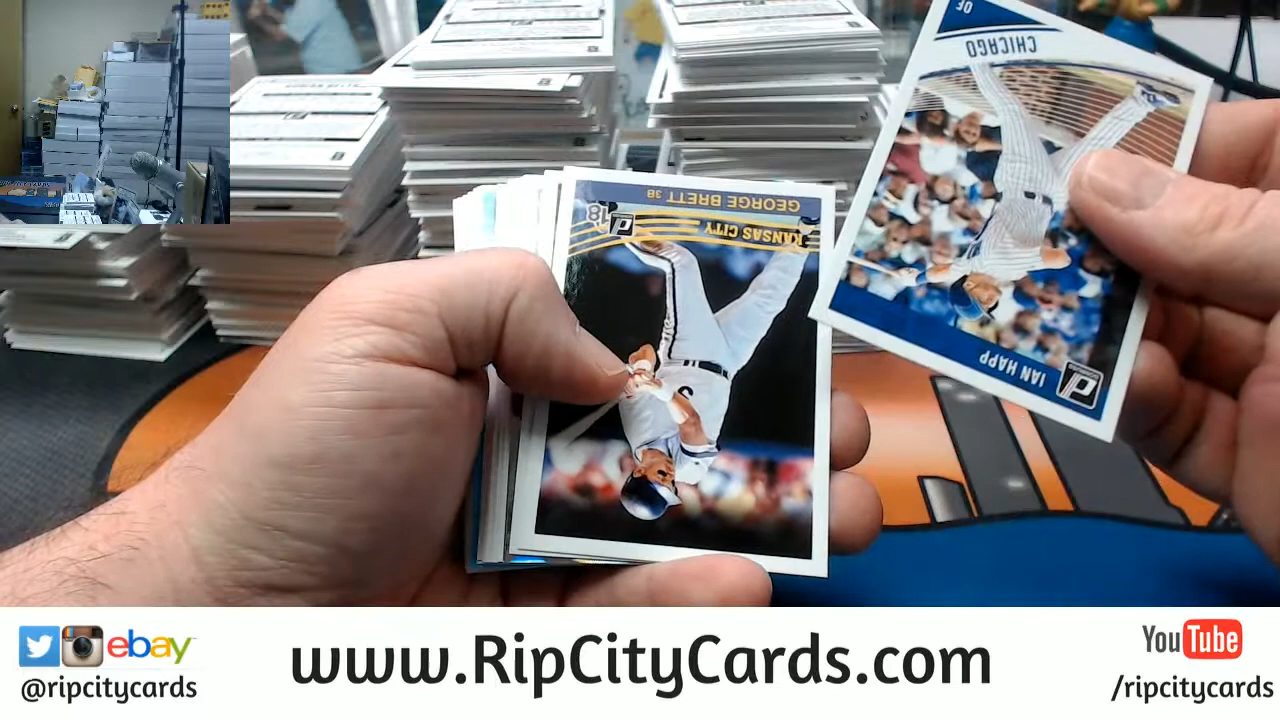 OF
CHICAGO
IAN HAPP
GEORGE BRETT 3B
KANSAS CITY
18
ebay
@ripcitycards
www.RipCityCards.com
YouTube
/ripcitycards